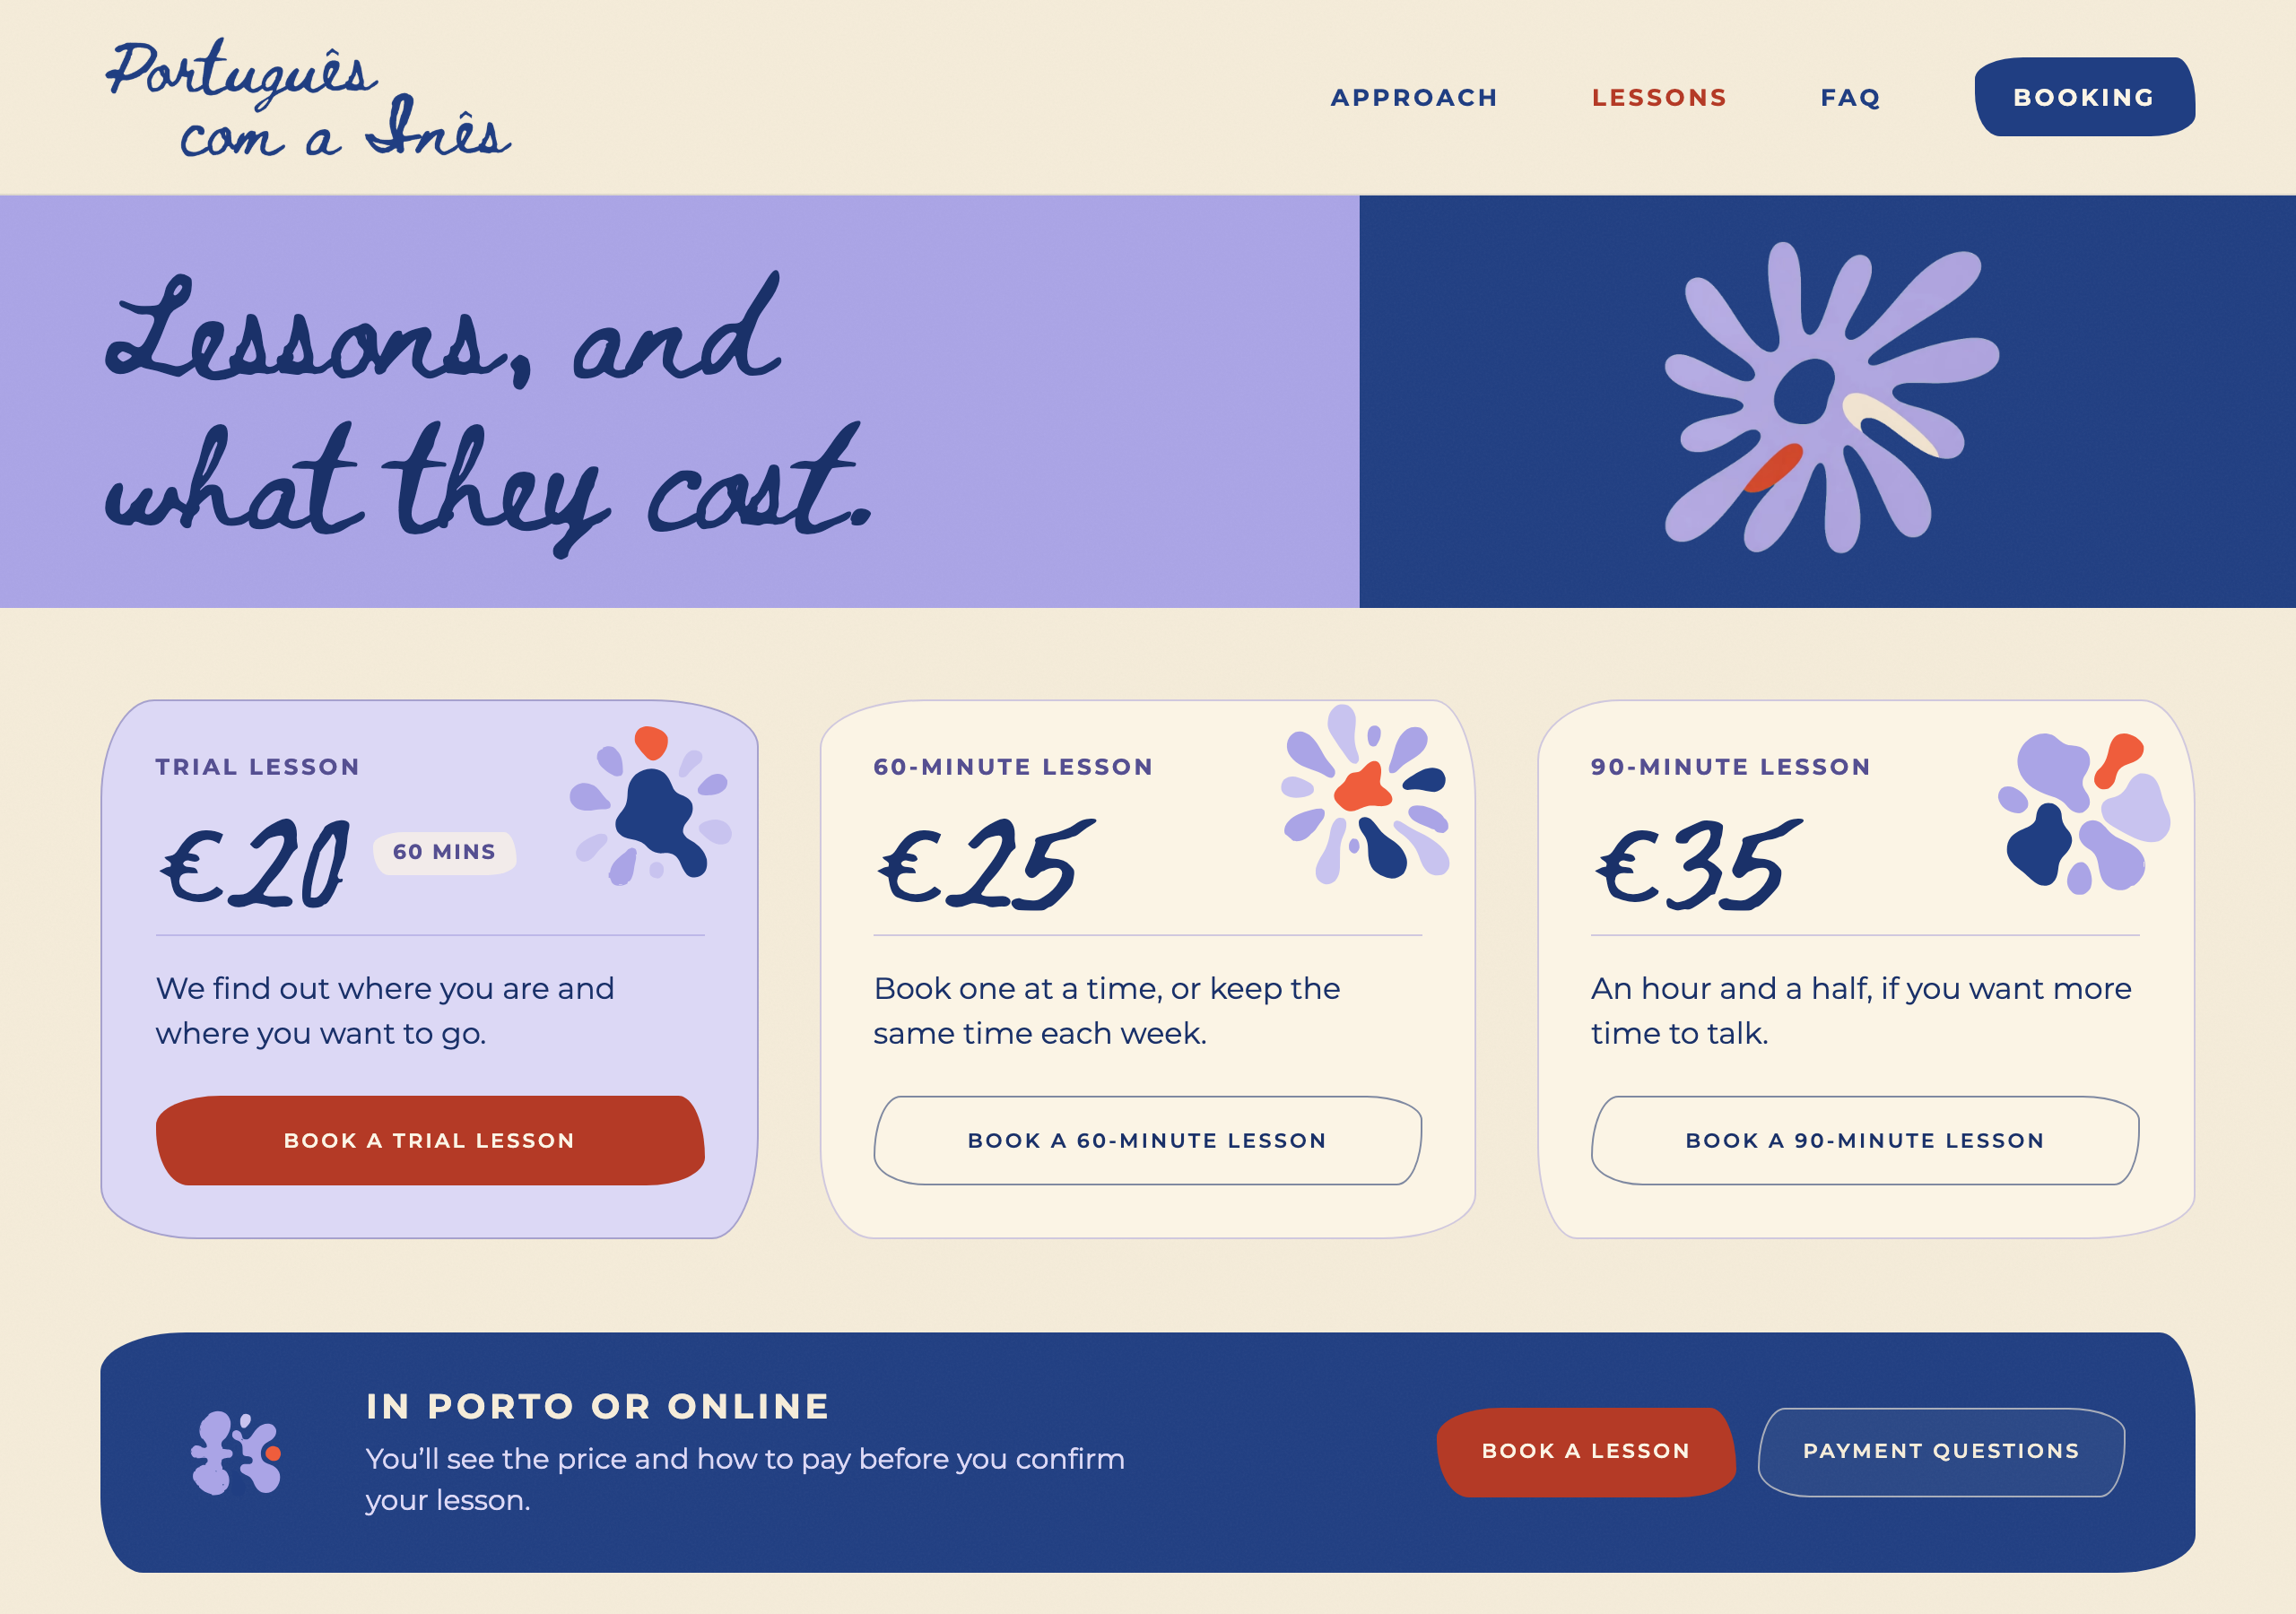 Português
com a Inês
APPROACH
LESSONS
FAQ
BOOKING
Lessons, and
what they cost.
TRIAL LESSON
€20
60 MINS
We find out where you are and
where you want to go.
BOOK A TRIAL LESSON
60-MINUTE LESSON
€25
Book one at a time, or keep the
same time each week.
BOOK A 60-MINUTE LESSON
90-MINUTE LESSON
€35
An hour and a half, if you want more
time to talk.
BOOK A 90-MINUTE LESSON
IN PORTO OR ONLINE
You’ll see the price and how to pay before you confirm
your lesson.
BOOK A LESSON
PAYMENT QUESTIONS